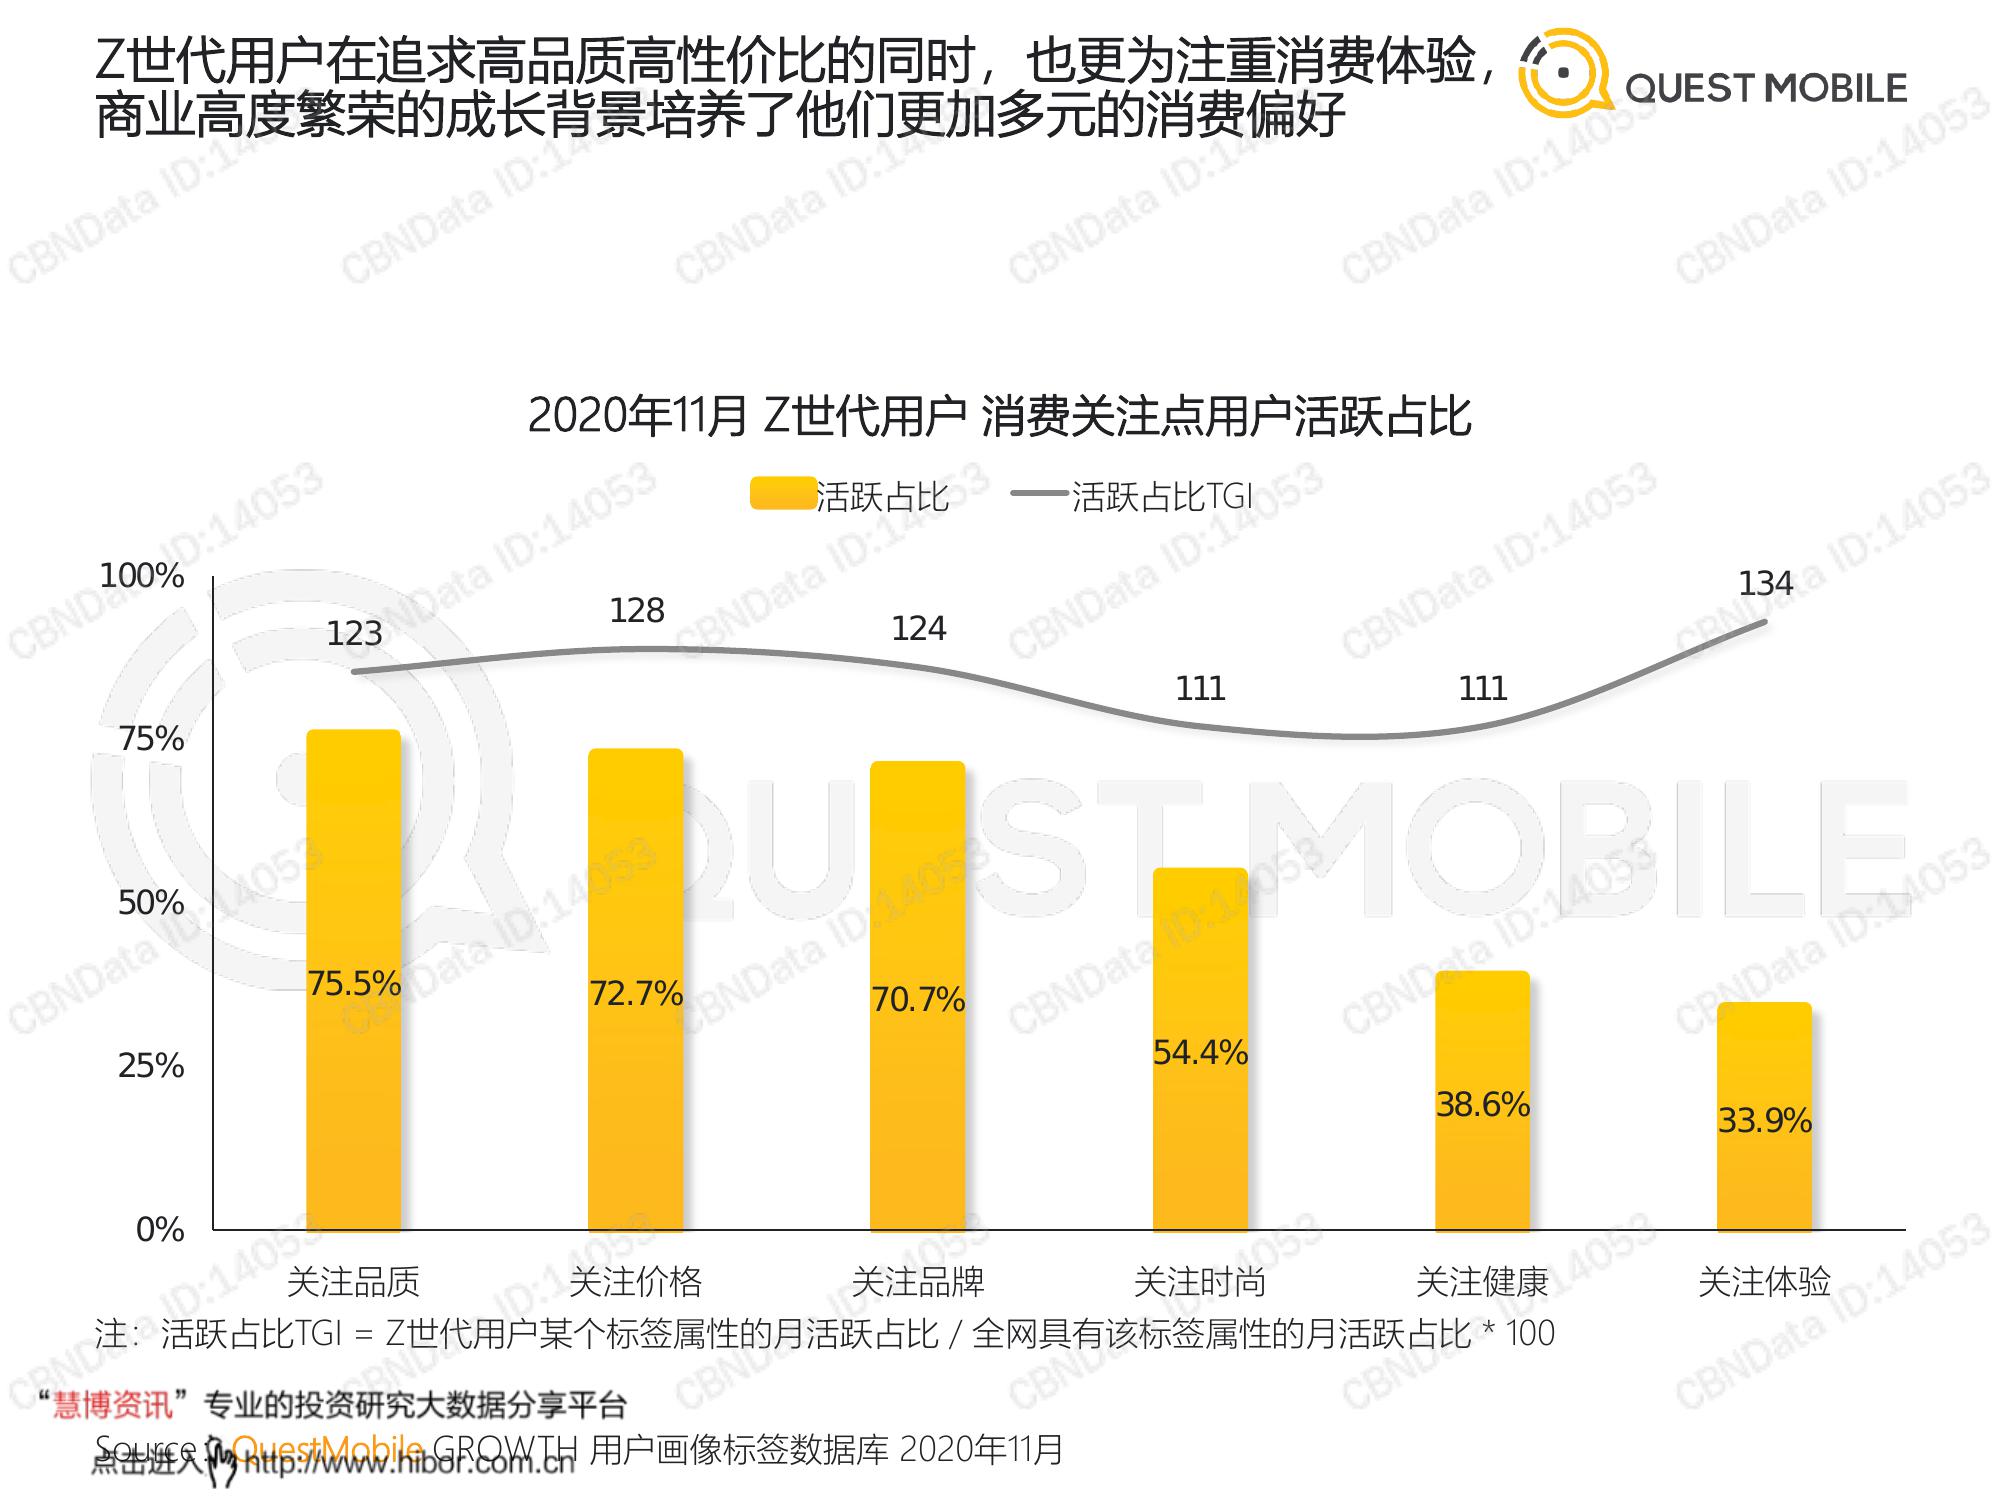 Z世代用户在追求高品质高性价比的同时，也更为注重消费体验，
商业高度繁荣的成长背景培养了他们更加多元的消费偏好
QUEST MOBILE
2020年11月 Z世代用户 消费关注点用户活跃占比
活跃占比 活跃占比TGI
100%
75%
50%
25%
0%
123 128 124 111 111 134
75.5% 72.7% 70.7% 54.4% 38.6% 33.9%
关注品质 关注价格 关注品牌 关注时尚 关注健康 关注体验
注：活跃占比TGI = Z世代用户某个标签属性的月活跃占比 / 全网具有该标签属性的月活跃占比 * 100
“慧博资讯”专业的投资研究大数据分享平台
Source：QuestMobile GROWTH 用户画像标签数据库 2020年11月
点击进入 http://www.hibor.com.cn
QUEST MOBILE
CBNData ID:14053